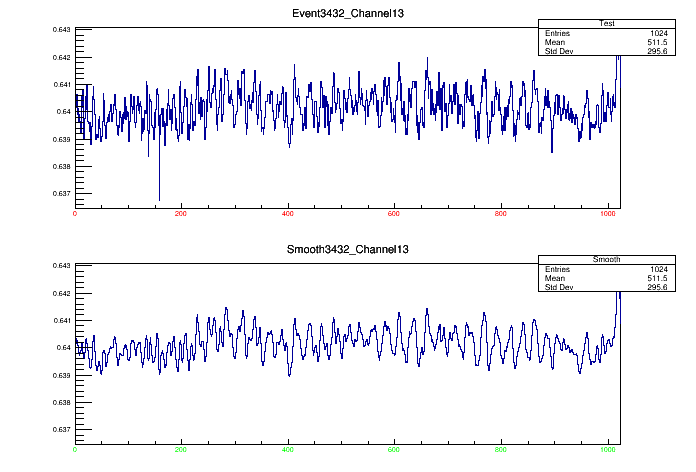 Event3432_Channel13
Test
Entries 1024
Mean 511.5
Std Dev 295.6
0.643
0.642
0.641
0.64
0.639
0.638
0.637
0 200 400 600 800 1000
Smooth3432_Channel13
Smooth
Entries 1024
Mean 511.5
Std Dev 295.6
0.643
0.642
0.641
0.64
0.639
0.638
0.637
0 200 400 600 800 1000